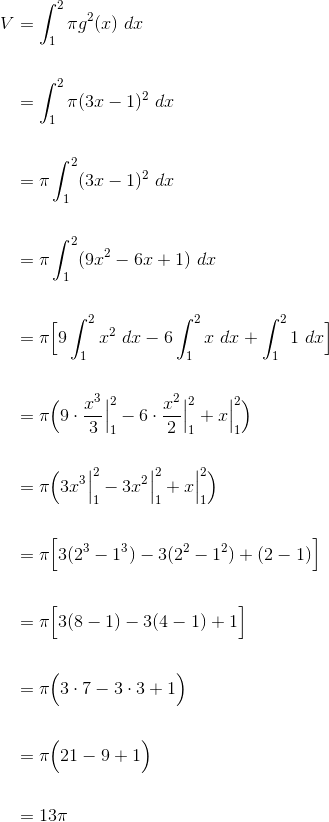 V = ∫₁² πg²(x) dx
= ∫₁² π(3x − 1)² dx
= π ∫₁² (3x − 1)² dx
= π ∫₁² (9x² − 6x + 1) dx
= π[9 ∫₁² x² dx − 6 ∫₁² x dx + ∫₁² 1 dx]
= π(9 · x³/3 |₁² − 6 · x²/2 |₁² + x|₁²)
= π(3x³|₁² − 3x²|₁² + x|₁²)
= π[3(2³ − 1³) − 3(2² − 1²) + (2 − 1)]
= π[3(8 − 1) − 3(4 − 1) + 1]
= π(3 · 7 − 3 · 3 + 1)
= π(21 − 9 + 1)
= 13π